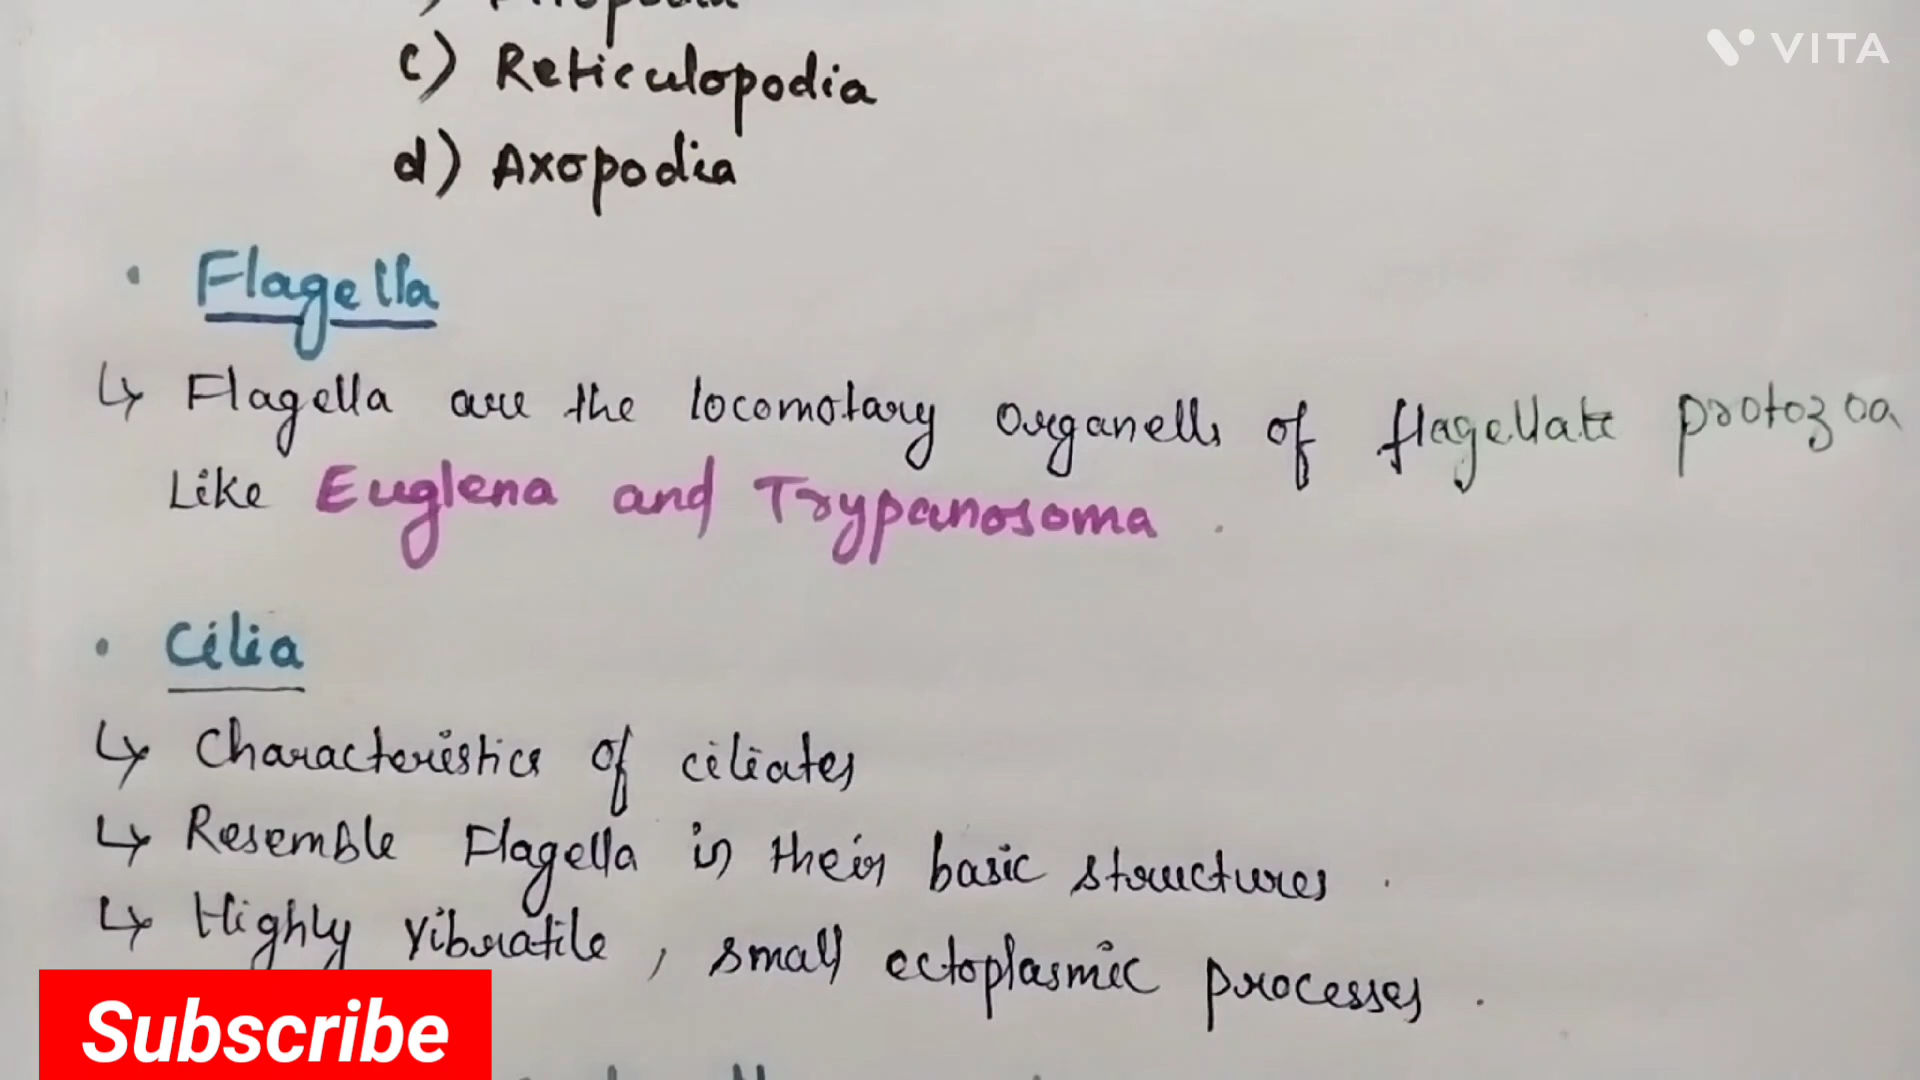 VITA
c) Reticulopodia
d) Axopodia
• Flagella
↳ Flagella are the locomotary organells of flagellate protozoa
Like Euglena and Trypanosoma .
• Cilia
↳ Characteristics of ciliates
↳ Resemble Flagella in their basic structures .
↳ Highly vibratile , small ectoplasmic processes .
Subscribe